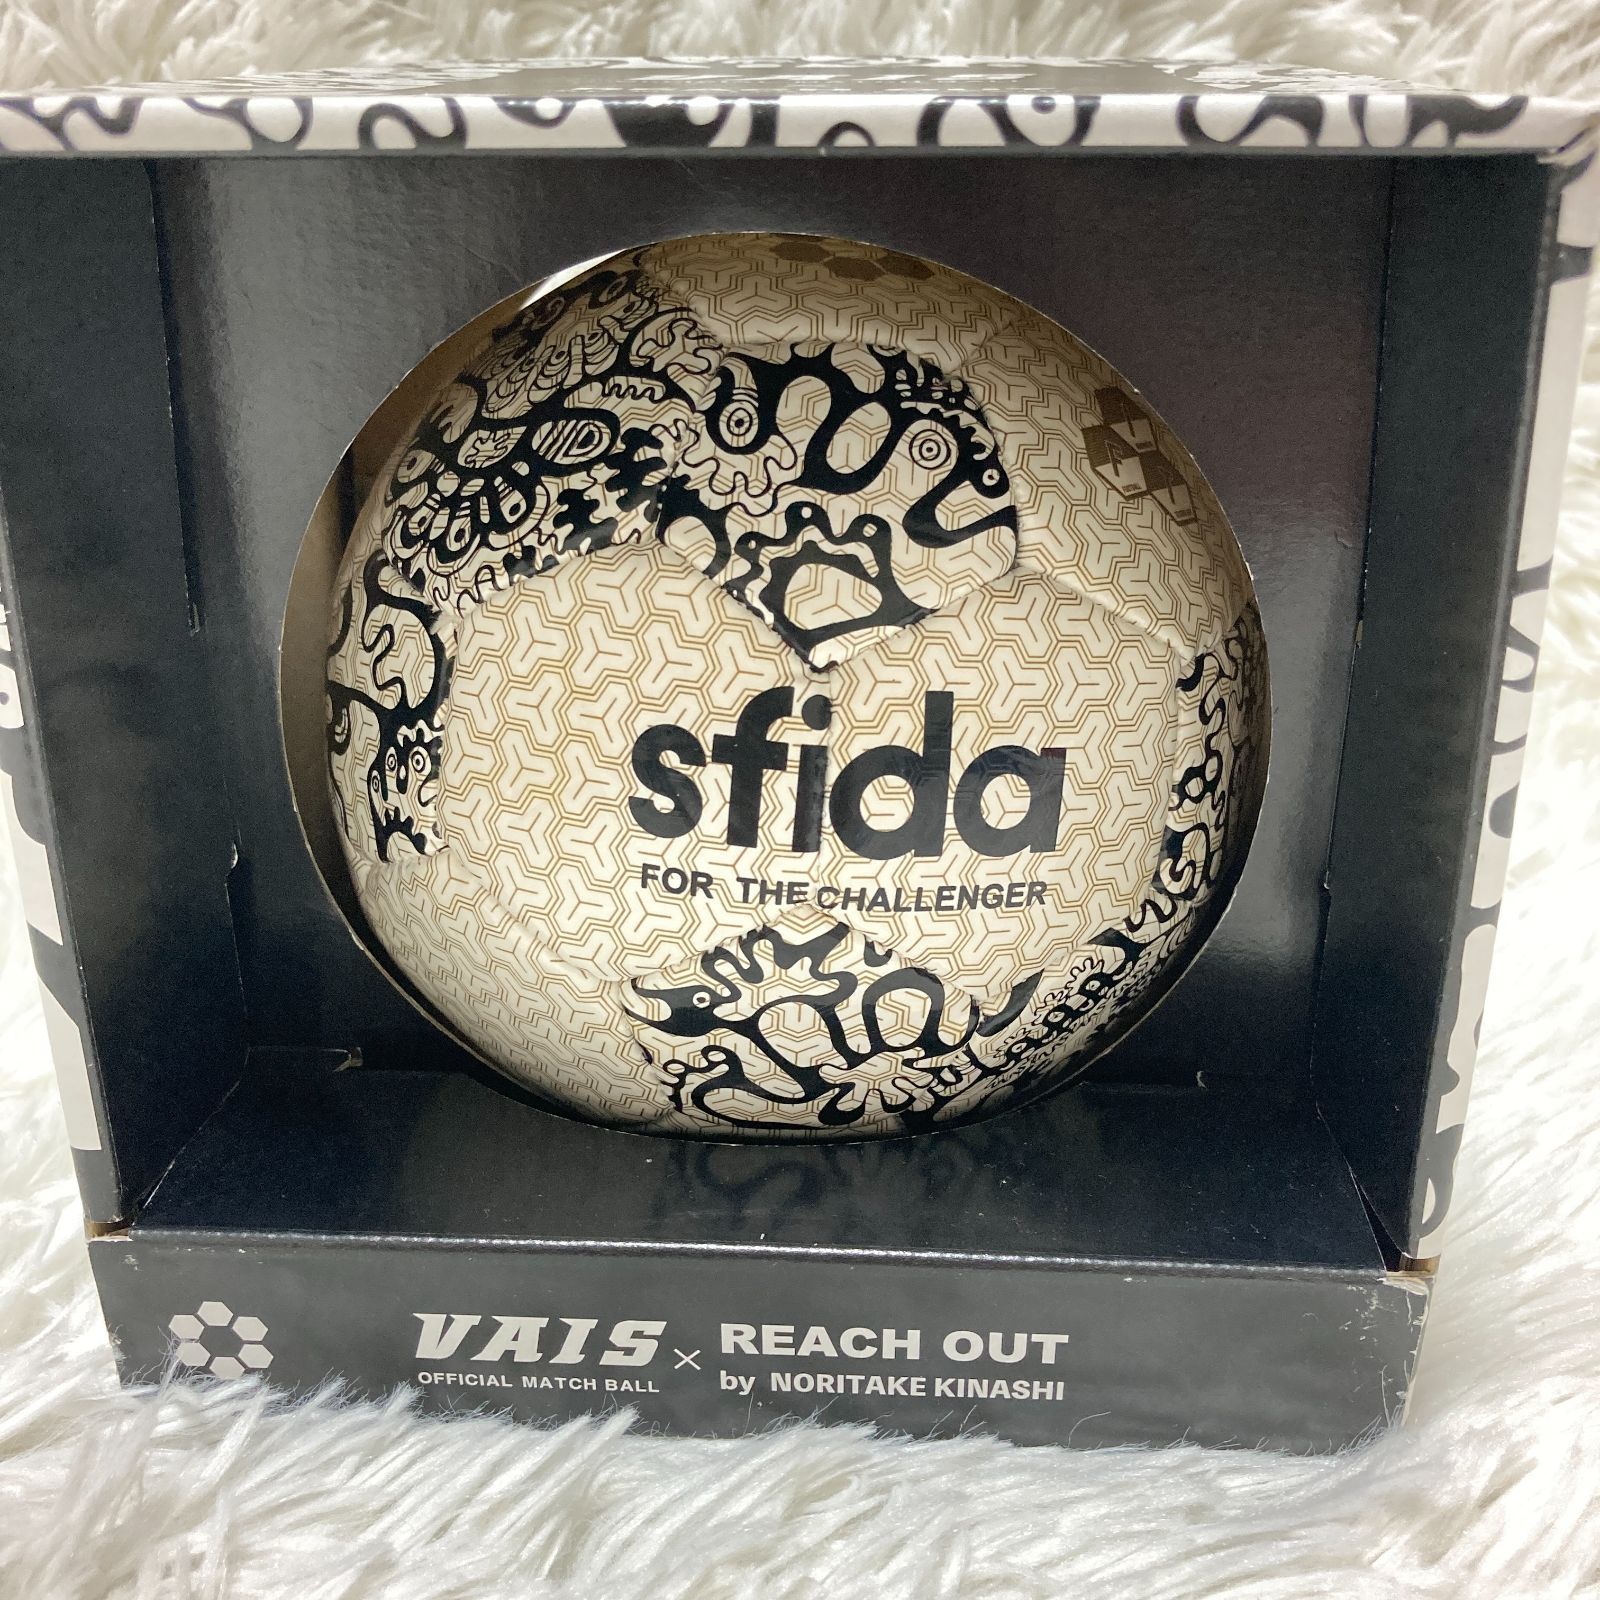 sfida
FOR THE CHALLENGER
VAIS × REACH OUT
OFFICIAL MATCH BALL by NORITAKE KINASHI